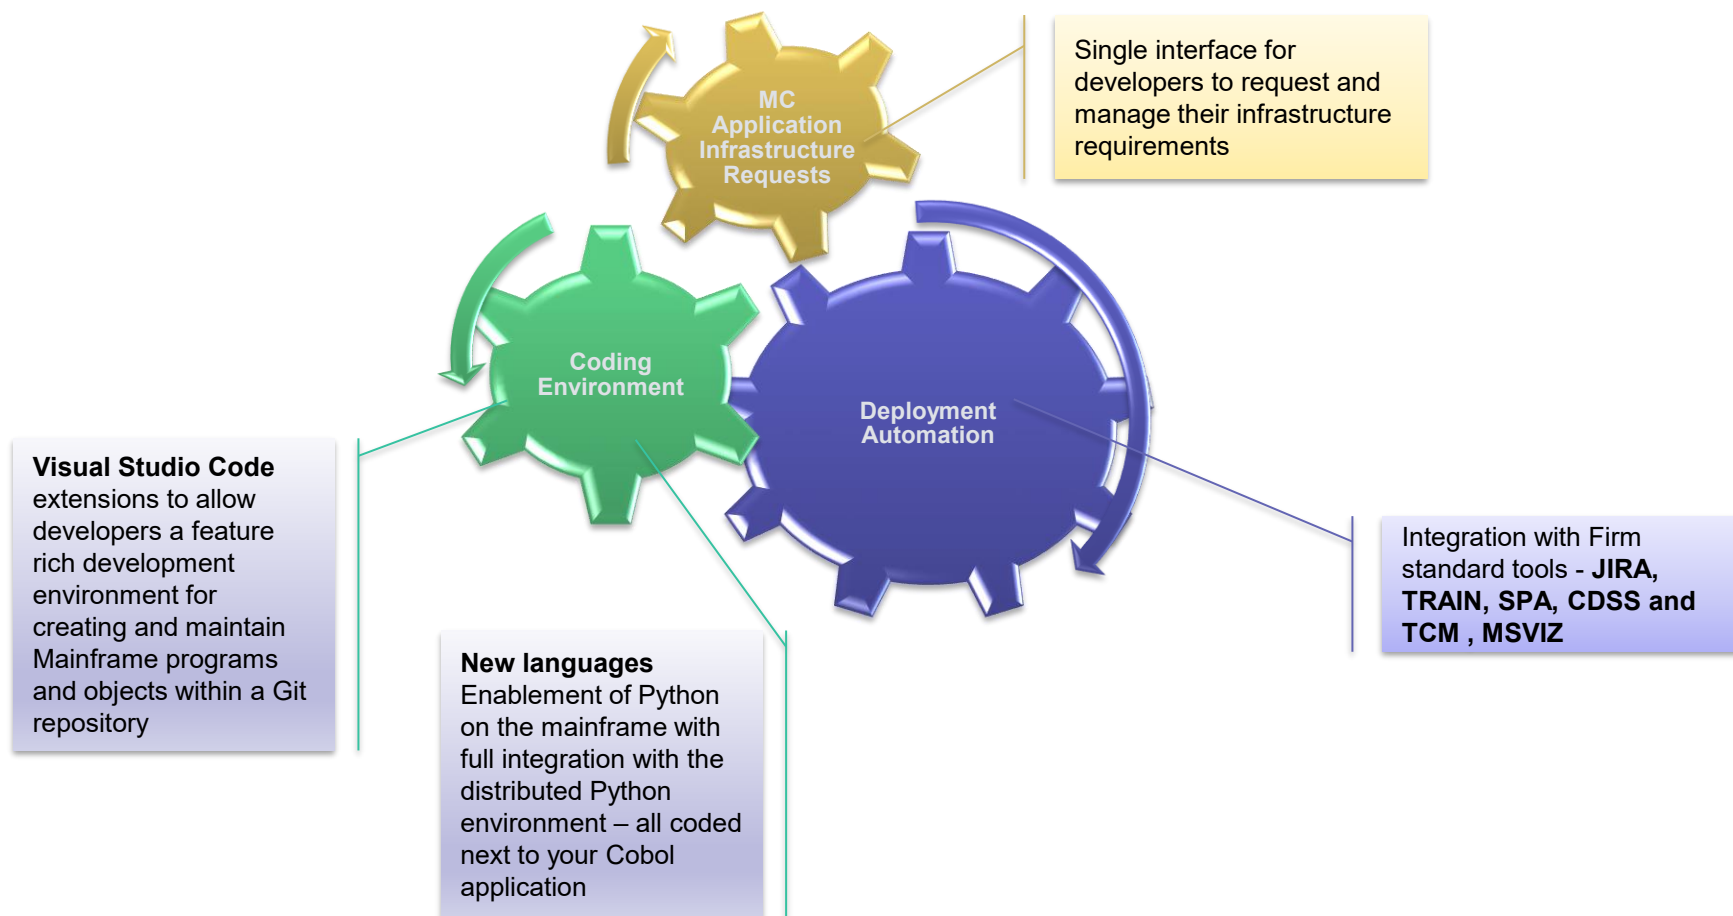 MC
Application
Infrastructure
Requests
Single interface for
developers to request and
manage their infrastructure
requirements
Coding
Environment
Deployment
Automation
Visual Studio Code
extensions to allow
developers a feature
rich development
environment for
creating and maintain
Mainframe programs
and objects within a Git
repository
New languages
Enablement of Python
on the mainframe with
full integration with the
distributed Python
environment – all coded
next to your Cobol
application
Integration with Firm
standard tools - JIRA,
TRAIN, SPA, CDSS and
TCM , MSVIZ